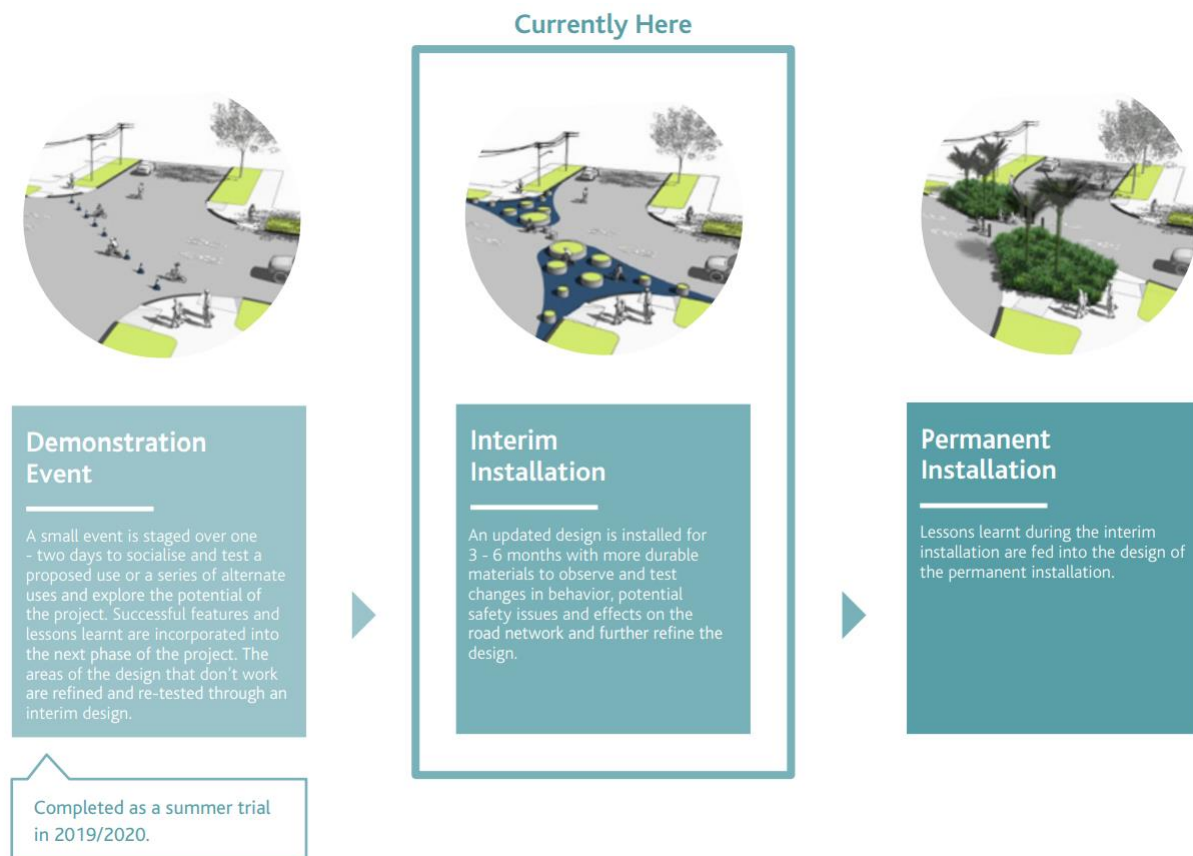 Currently Here
Demonstration
Event
A small event is staged over one
- two days to socialise and test a
proposed use or a series of alternate
uses and explore the potential of
the project. Successful features and
lessons learnt are incorporated into
the next phase of the project. The
areas of the design that don't work
are refined and re-tested through an
interim design.
Completed as a summer trial
in 2019/2020.
Interim
Installation
An updated design is installed for
3 - 6 months with more durable
materials to observe and test
changes in behavior, potential
safety issues and effects on the
road network and further refine the
design.
Permanent
Installation
Lessons learnt during the interim
installation are fed into the design of
the permanent installation.